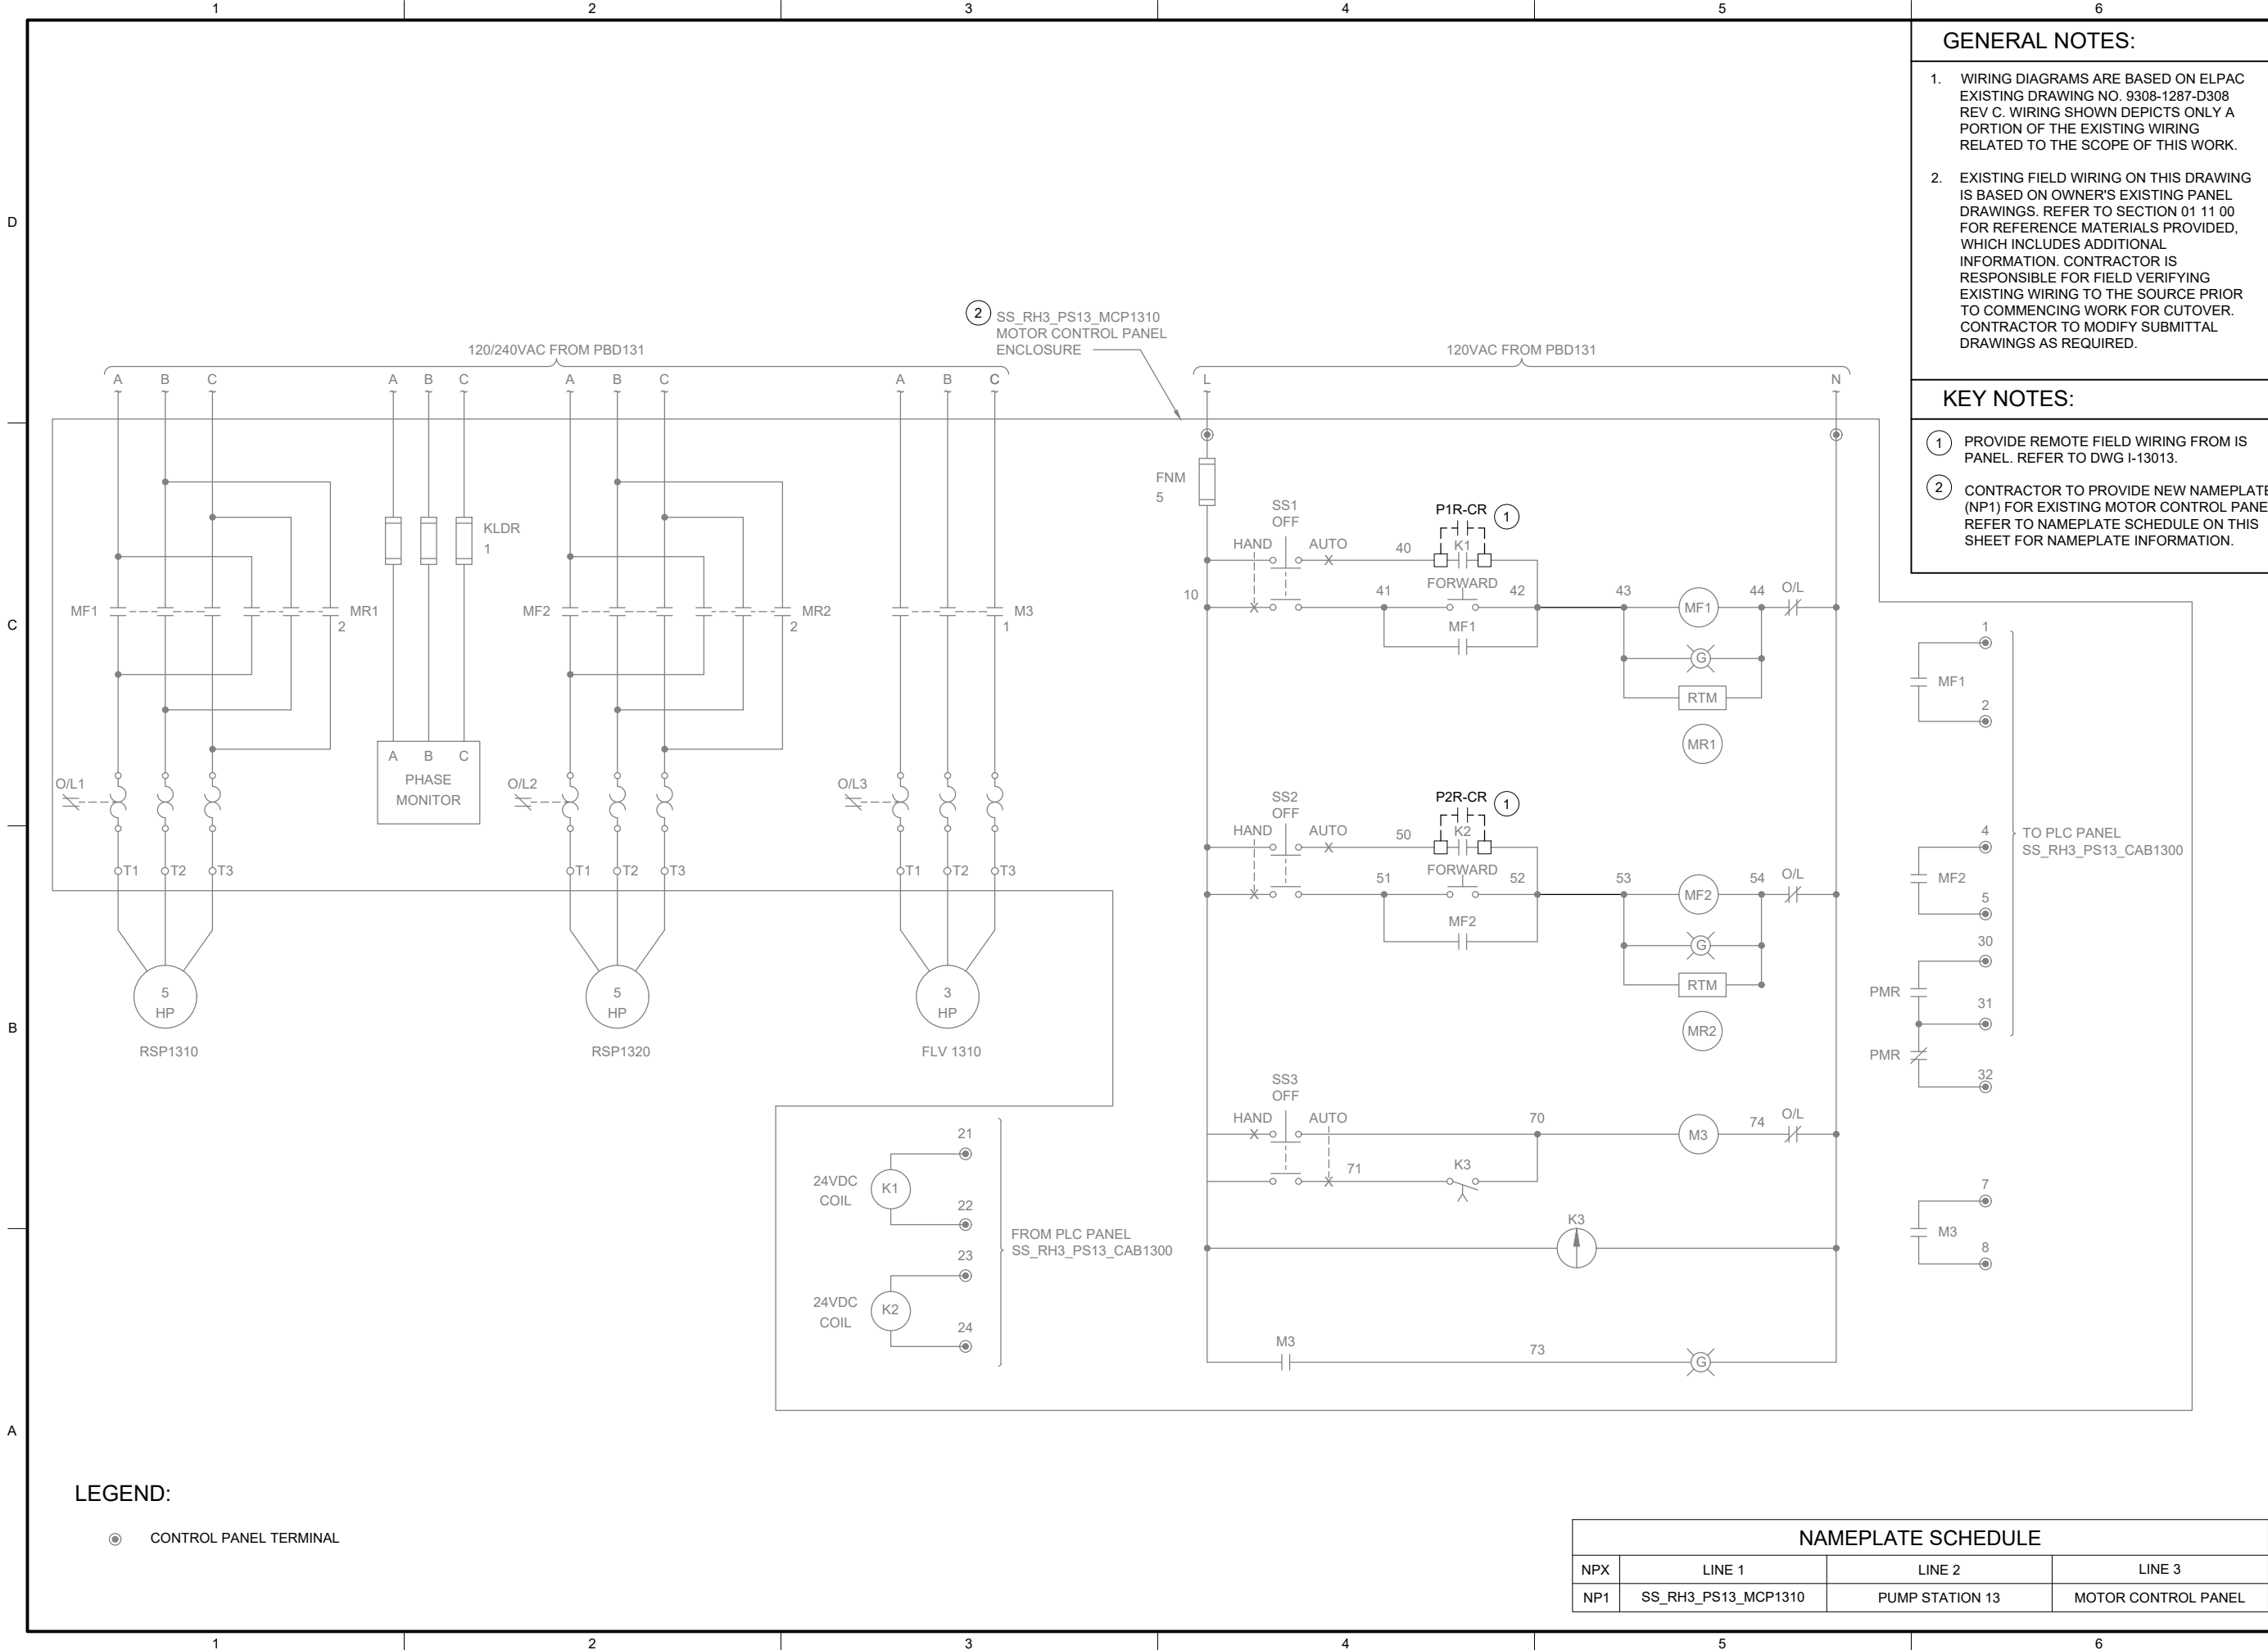 1 2 3 4 5 6
GENERAL NOTES:
1. WIRING DIAGRAMS ARE BASED ON ELPAC
EXISTING DRAWING NO. 9308-1287-D308
REV C. WIRING SHOWN DEPICTS ONLY A
PORTION OF THE EXISTING WIRING
RELATED TO THE SCOPE OF THIS WORK.
2. EXISTING FIELD WIRING ON THIS DRAWING
IS BASED ON OWNER'S EXISTING PANEL
DRAWINGS. REFER TO SECTION 01 11 00
FOR REFERENCE MATERIALS PROVIDED,
WHICH INCLUDES ADDITIONAL
INFORMATION. CONTRACTOR IS
RESPONSIBLE FOR FIELD VERIFYING
EXISTING WIRING TO THE SOURCE PRIOR
TO COMMENCING WORK FOR CUTOVER.
CONTRACTOR TO MODIFY SUBMITTAL
DRAWINGS AS REQUIRED.
KEY NOTES:
1 PROVIDE REMOTE FIELD WIRING FROM IS
PANEL. REFER TO DWG I-13013.
2 CONTRACTOR TO PROVIDE NEW NAMEPLATE
(NP1) FOR EXISTING MOTOR CONTROL PANE
REFER TO NAMEPLATE SCHEDULE ON THIS
SHEET FOR NAMEPLATE INFORMATION.
D
C
B
A
2 SS_RH3_PS13_MCP1310
MOTOR CONTROL PANEL
ENCLOSURE
120/240VAC FROM PBD131
A B C A B C A B C A B C
KLDR
1
MF1 MR1
2
MF2 MR2
2
M3
1
A B C
PHASE
MONITOR
O/L1 O/L2 O/L3
T1 T2 T3 T1 T2 T3 T1 T2 T3
5
HP
RSP1310
5
HP
RSP1320
3
HP
FLV 1310
120VAC FROM PBD131
L N
FNM
5
SS1
OFF
HAND AUTO 40
P1R-CR 1
K1
FORWARD
10 41 42 43 MF1 44 O/L
MF1
G
RTM
MR1
SS2
OFF
HAND AUTO 50
P2R-CR 1
K2
FORWARD
51 52 53 MF2 54 O/L
MF2
G
RTM
MR2
SS3
OFF
HAND AUTO 70 M3 74 O/L
71 K3
K3
M3 73 G
1
MF1
2
4
MF2
5
30
PMR
31
PMR
32
TO PLC PANEL
SS_RH3_PS13_CAB1300
7
M3
8
21
24VDC
COIL
K1
22
23
24VDC
COIL
K2
24
FROM PLC PANEL
SS_RH3_PS13_CAB1300
LEGEND:
CONTROL PANEL TERMINAL
NAMEPLATE SCHEDULE
NPX LINE 1 LINE 2 LINE 3
NP1 SS_RH3_PS13_MCP1310 PUMP STATION 13 MOTOR CONTROL PANEL
1 2 3 4 5 6